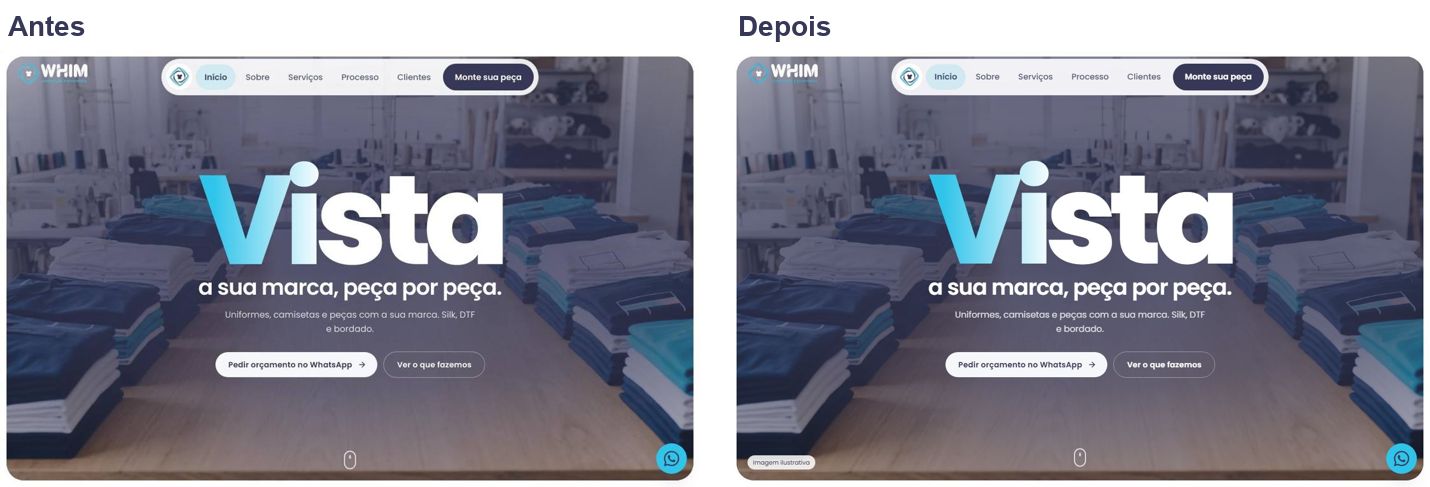 Antes
WHIM
Início Sobre Serviços Processo Clientes Monte sua peça
Vista
a sua marca, peça por peça.
Uniformes, camisetas e peças com a sua marca. Silk, DTF
e bordado.
Pedir orçamento no WhatsApp → Ver o que fazemos
Depois
WHIM
Início Sobre Serviços Processo Clientes Monte sua peça
Vista
a sua marca, peça por peça.
Uniformes, camisetas e peças com a sua marca. Silk, DTF
e bordado.
Pedir orçamento no WhatsApp → Ver o que fazemos
Imagem ilustrativa